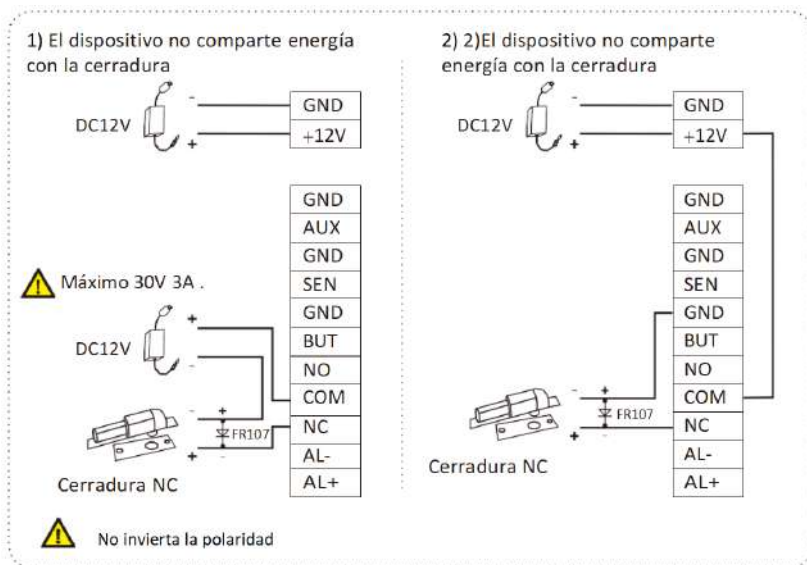 1) El dispositivo no comparte energía
con la cerradura
-
DC12V
+
GND
+12V
GND
AUX
GND
SEN
GND
BUT
NO
COM
NC
AL-
AL+
Máximo 30V 3A .
+
DC12V
-
-
+
+
FR107
-
Cerradura NC
No invierta la polaridad
2) 2)El dispositivo no comparte
energía con la cerradura
-
DC12V
+
GND
+12V
GND
AUX
GND
SEN
GND
BUT
NO
COM
NC
AL-
AL+
-
+
+
FR107
-
Cerradura NC